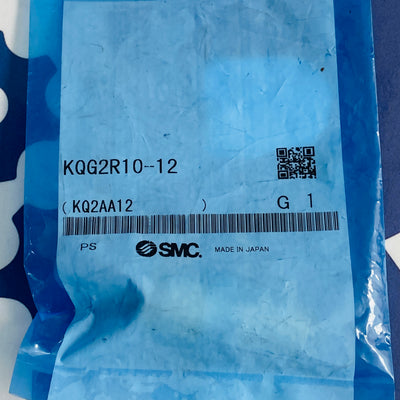 KQG2R10-12
(KQ2AA12 )
G 1
PS
SMC.
MADE IN JAPAN